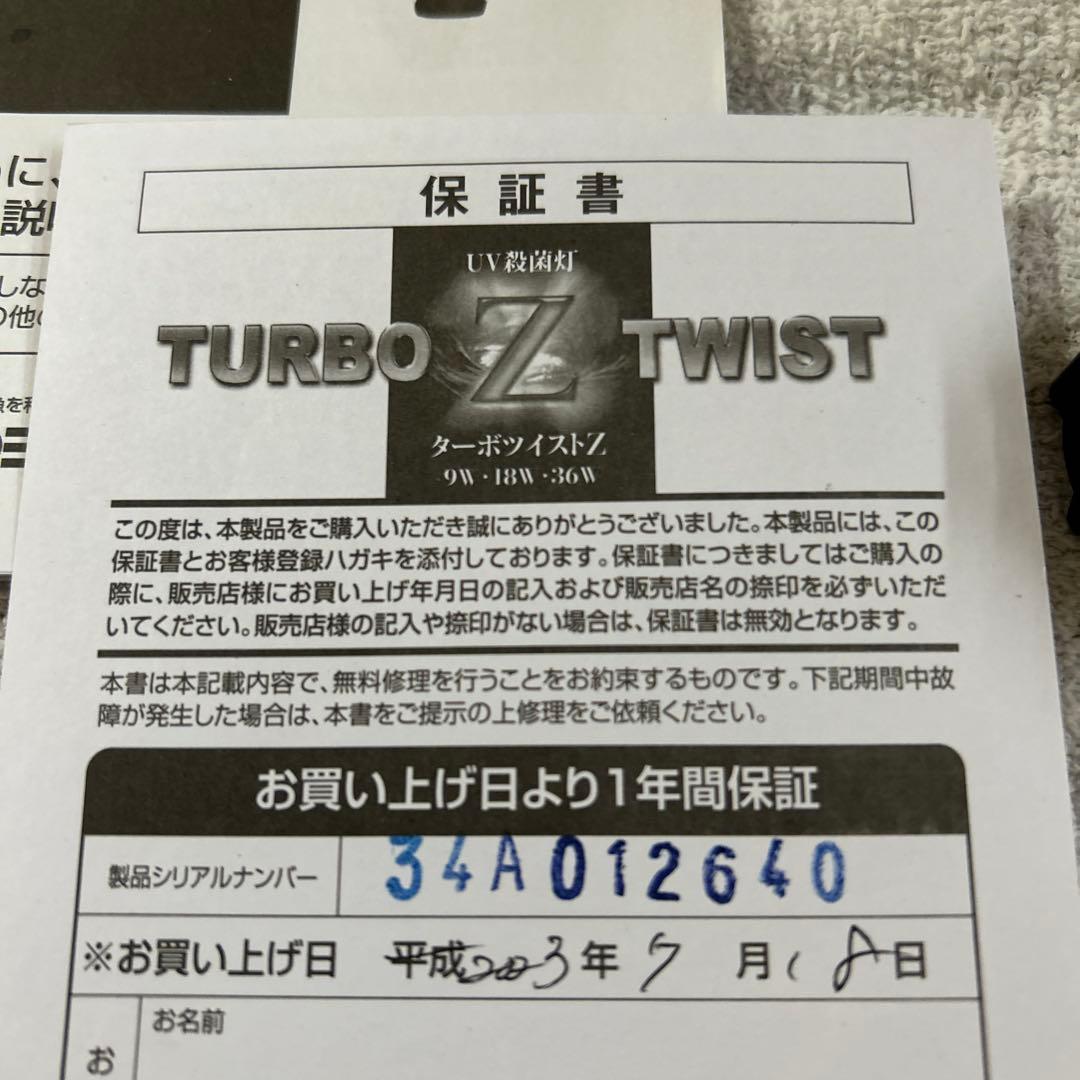 に、
説
しな
の他
保証書
UV殺菌灯
TURBO Z TWIST
ターボツイストZ
9W・18W・36W
この度は、本製品をご購入いただき誠にありがとうございました。本製品には、この
保証書とお客様登録ハガキを添付しております。保証書につきましてはご購入の
際に、販売店様にお買い上げ年月日の記入および販売店名の捺印を必ずいただ
いてください。販売店様の記入や捺印がない場合は、保証書は無効となります。
本書は本記載内容で、無料修理を行うことをお約束するものです。下記期間中故
障が発生した場合は、本書をご提示の上修理をご依頼ください。
お買い上げ日より1年間保証
製品シリアルナンバー 34A012640
※お買い上げ日 平成2023年 7月18日
お名前
お